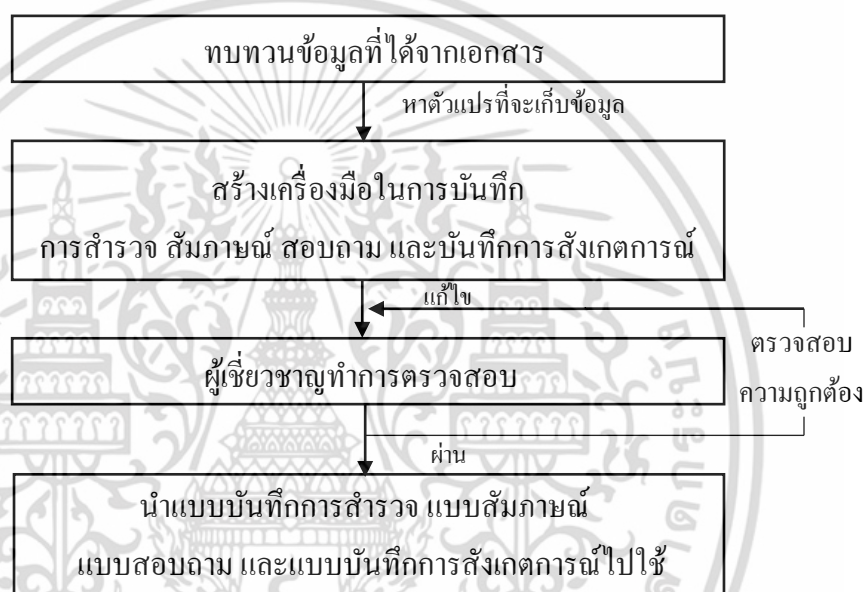 ทบทวนข้อมูลที่ได้จากเอกสาร
หาตัวแปรที่จะเก็บข้อมูล
สร้างเครื่องมือในการบันทึก
การสำรวจ สัมภาษณ์ สอบถาม และบันทึกการสังเกตการณ์
แก้ไข
ตรวจสอบ
ผู้เชี่ยวชาญทำการตรวจสอบ
ความถูกต้อง
ผ่าน
นำแบบบันทึกการสำรวจ แบบสัมภาษณ์
แบบสอบถาม และแบบบันทึกการสังเกตการณ์ไปใช้